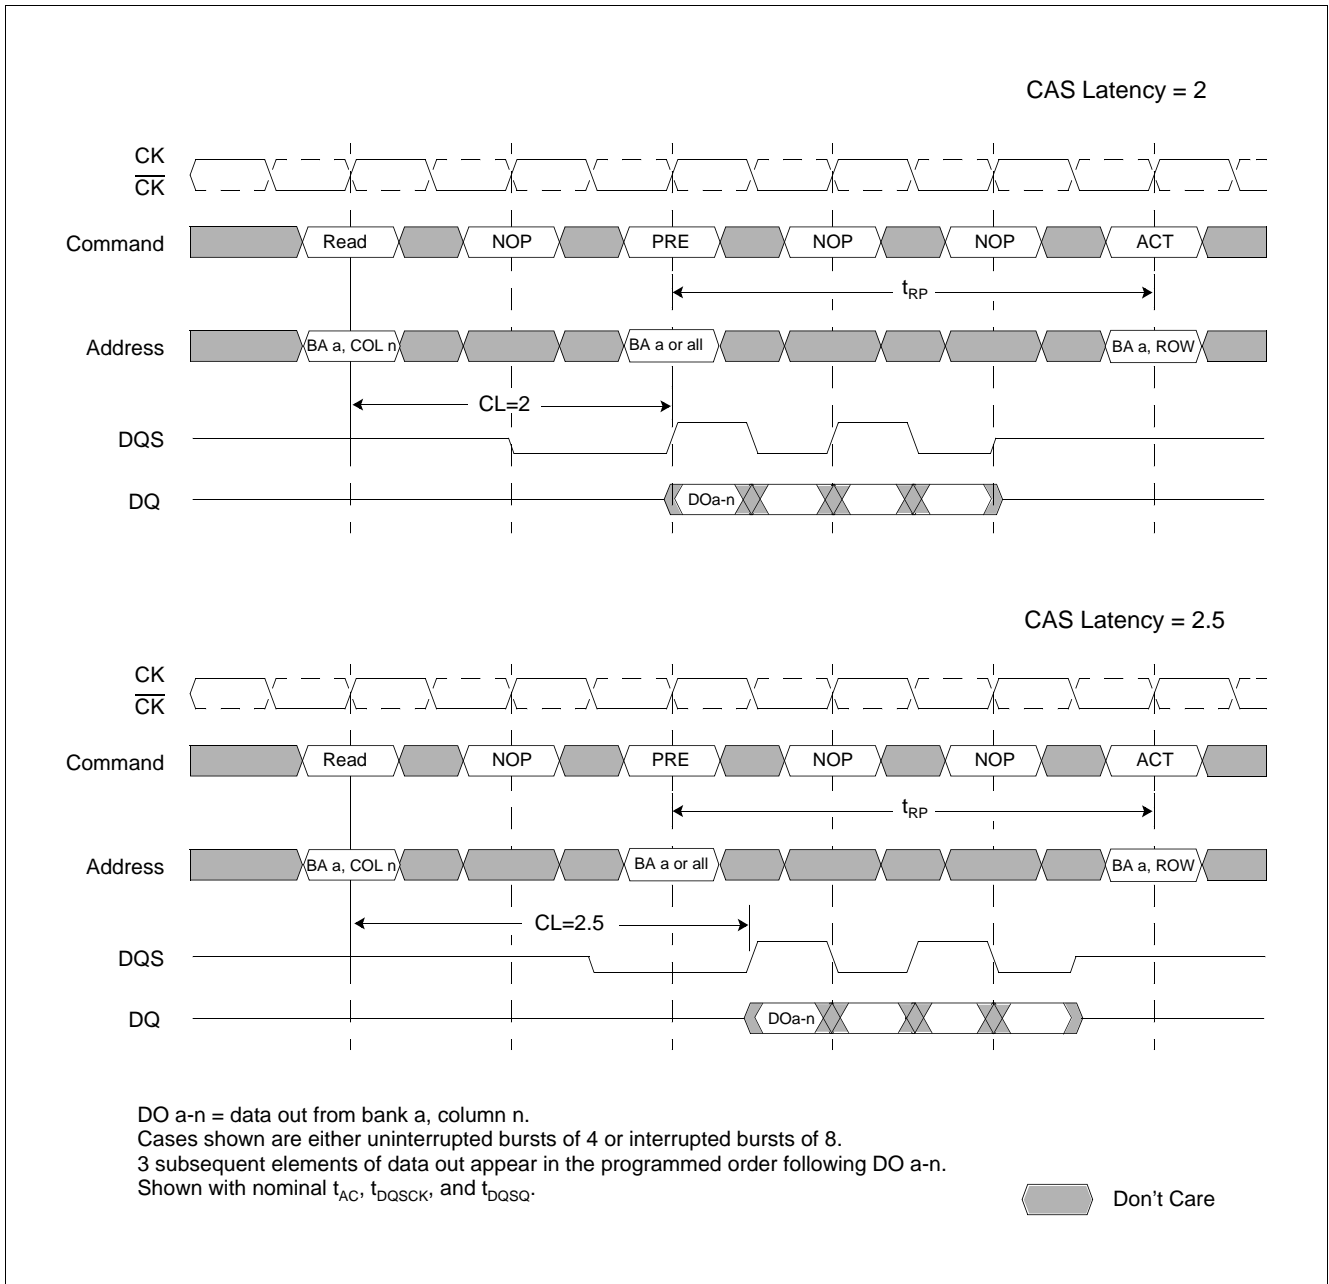 CAS Latency = 2
CK
CK
Command Read NOP PRE NOP NOP ACT
tRP
Address BA a, COL n BA a or all BA a, ROW
CL=2
DQS
DQ DOa-n
CAS Latency = 2.5
CK
CK
Command Read NOP PRE NOP NOP ACT
tRP
Address BA a, COL n BA a or all BA a, ROW
CL=2.5
DQS
DQ DOa-n
DO a-n = data out from bank a, column n.
Cases shown are either uninterrupted bursts of 4 or interrupted bursts of 8.
3 subsequent elements of data out appear in the programmed order following DO a-n.
Shown with nominal tAC, tDQSCK, and tDQSQ.
Don't Care